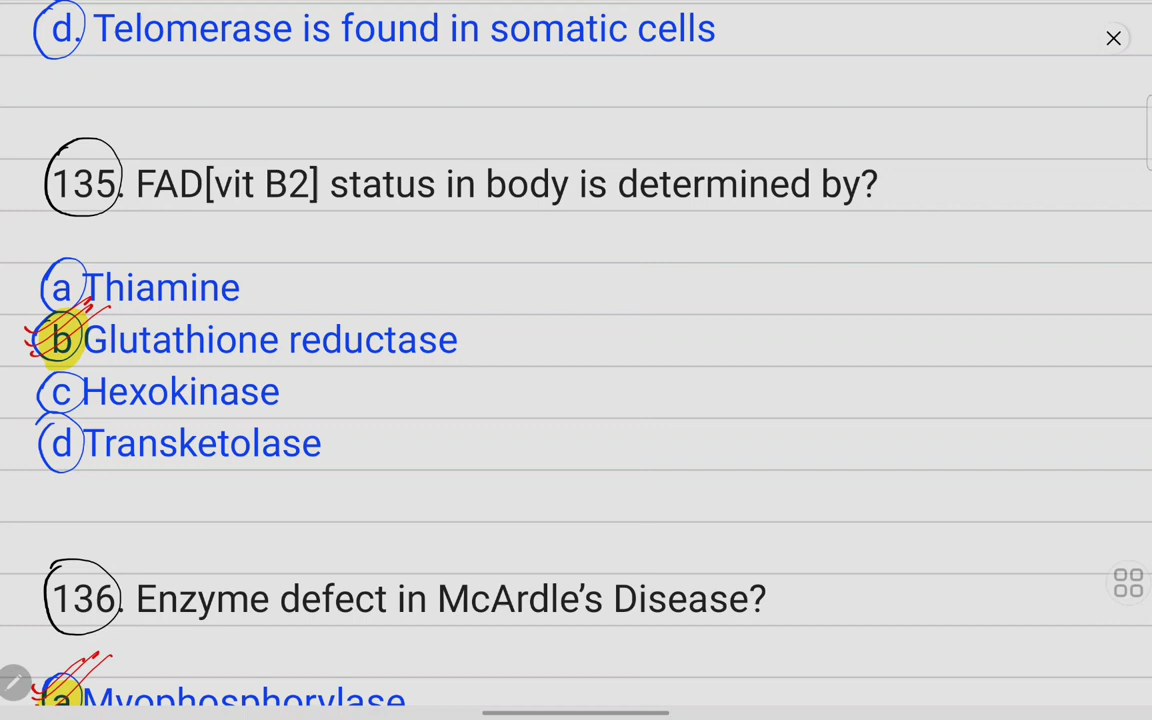 d. Telomerase is found in somatic cells
135. FAD[vit B2] status in body is determined by?
a Thiamine
b Glutathione reductase
c Hexokinase
d Transketolase
136. Enzyme defect in McArdle’s Disease?
a Myophosphorylase